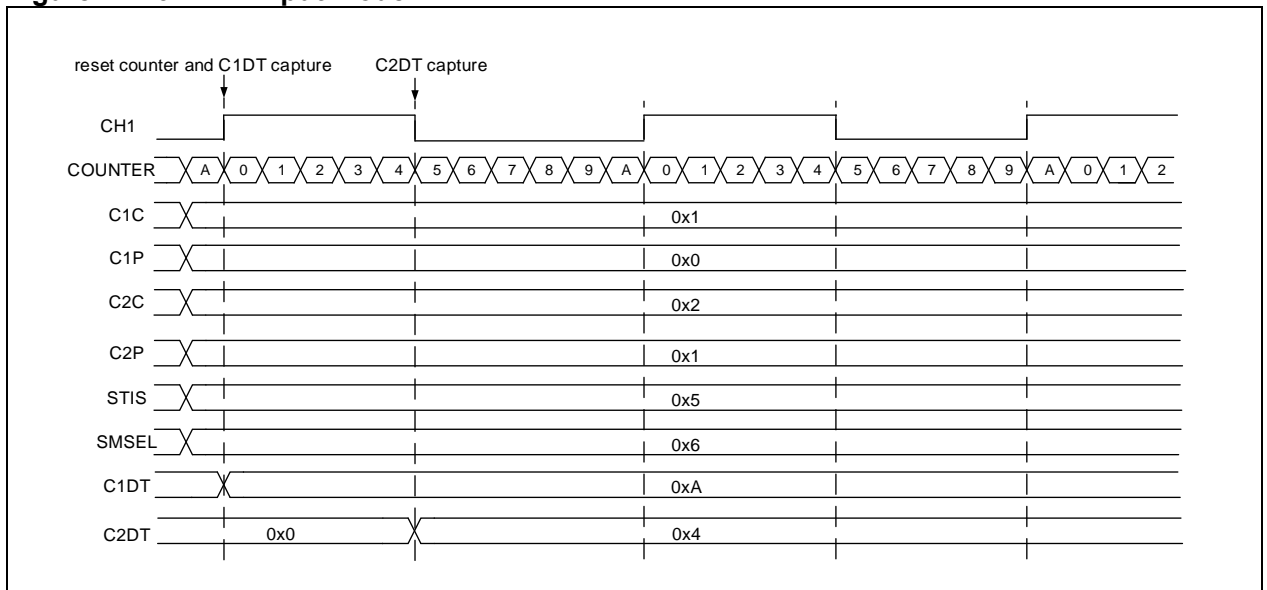 reset counter and C1DT capture C2DT capture
CH1
COUNTER A 0 1 2 3 4 5 6 7 8 9 A 0 1 2 3 4 5 6 7 8 9 A 0 1 2
C1C 0x1
C1P 0x0
C2C 0x2
C2P 0x1
STIS 0x5
SMSEL 0x6
C1DT 0xA
C2DT 0x0 0x4